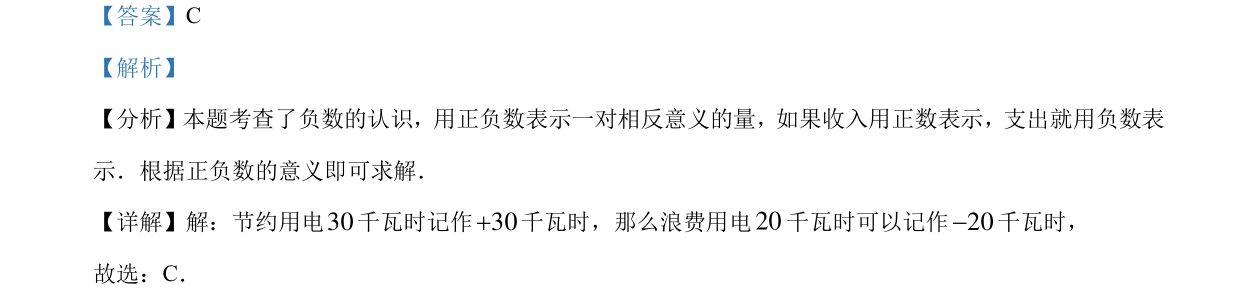 【答案】C
【解析】
【分析】本题考查了负数的认识，用正负数表示一对相反意义的量，如果收入用正数表示，支出就用负数表
示．根据正负数的意义即可求解．
【详解】解：节约用电30千瓦时记作+30千瓦时，那么浪费用电20千瓦时可以记作−20千瓦时，
故选：C．